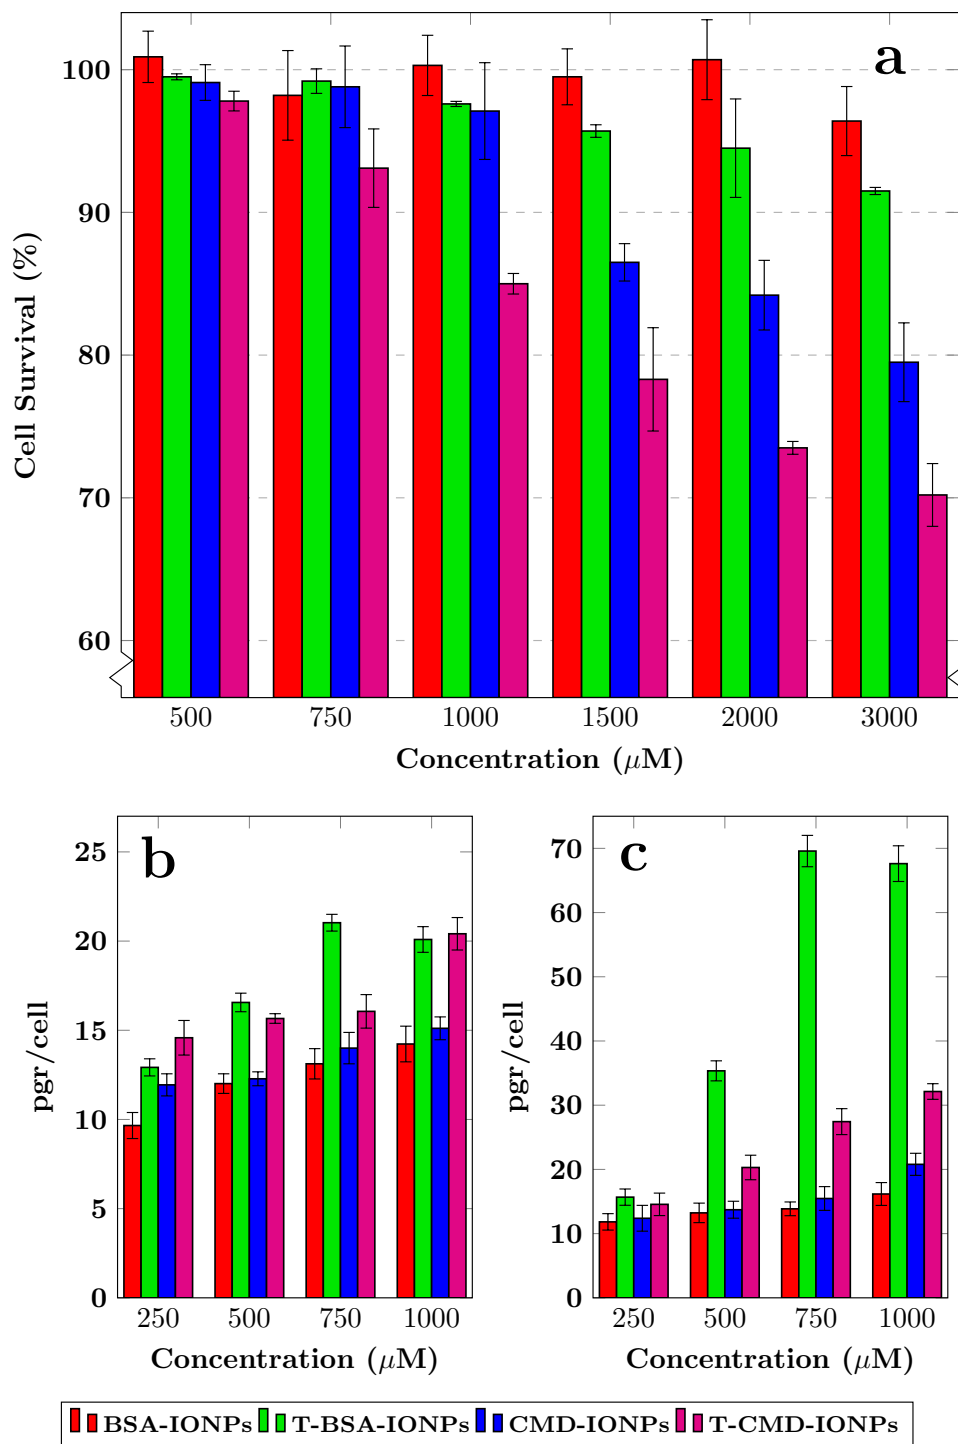 a
100
90
80
70
60
Cell Survival (%)
500 750 1000 1500 2000 3000
Concentration (μM)
b
25
20
15
10
5
0
pgr/cell
250 500 750 1000
Concentration (μM)
c
70
60
50
40
30
20
10
0
pgr/cell
250 500 750 1000
Concentration (μM)
BSA-IONPs T-BSA-IONPs CMD-IONPs T-CMD-IONPs